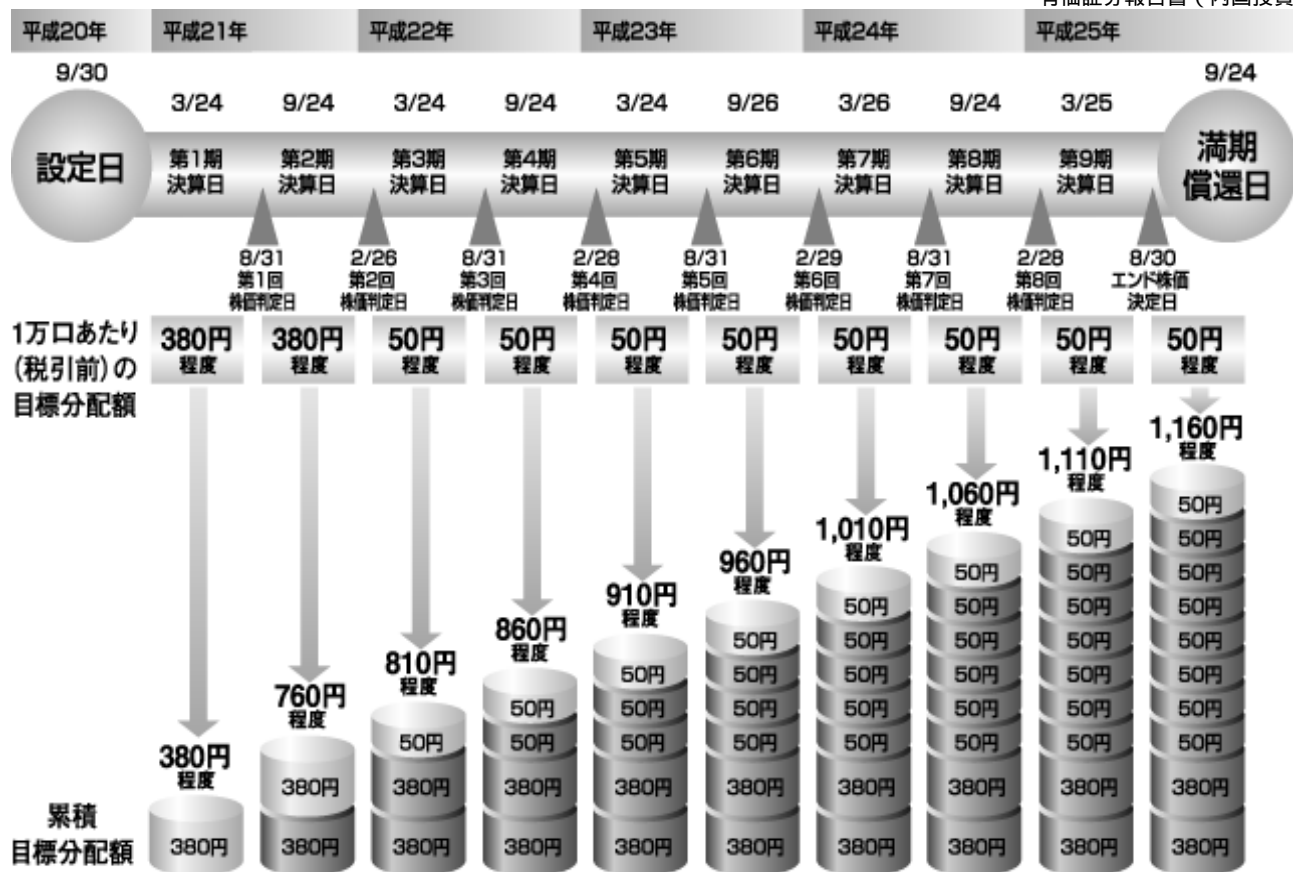 平成20年 平成21年 平成22年 平成23年 平成24年 平成25年
9/30 3/24 9/24 3/24 9/24 3/24 9/26 3/26 9/24 3/25 9/24
設定日
第1期
決算日
第2期
決算日
第3期
決算日
第4期
決算日
第5期
決算日
第6期
決算日
第7期
決算日
第8期
決算日
第9期
決算日
満期
償還日
8/31
第1回
株価判定日
2/26
第2回
株価判定日
8/31
第3回
株価判定日
2/28
第4回
株価判定日
8/31
第5回
株価判定日
2/29
第6回
株価判定日
8/31
第7回
株価判定日
2/28
第8回
株価判定日
8/30
エンド株価
決定日
1万口あたり
(税引前)の
目標分配額
380円
程度
380円
程度
50円
程度
50円
程度
50円
程度
50円
程度
50円
程度
50円
程度
50円
程度
50円
程度
累積
目標分配額
380円
程度
380円
760円
程度
380円
380円
810円
程度
50円
380円
380円
860円
程度
50円
50円
380円
380円
910円
程度
50円
50円
50円
380円
380円
960円
程度
50円
50円
50円
50円
380円
380円
1,010円
程度
50円
50円
50円
50円
50円
380円
380円
1,060円
程度
50円
50円
50円
50円
50円
50円
380円
380円
1,110円
程度
50円
50円
50円
50円
50円
50円
50円
380円
380円
1,160円
程度
50円
50円
50円
50円
50円
50円
50円
50円
380円
380円